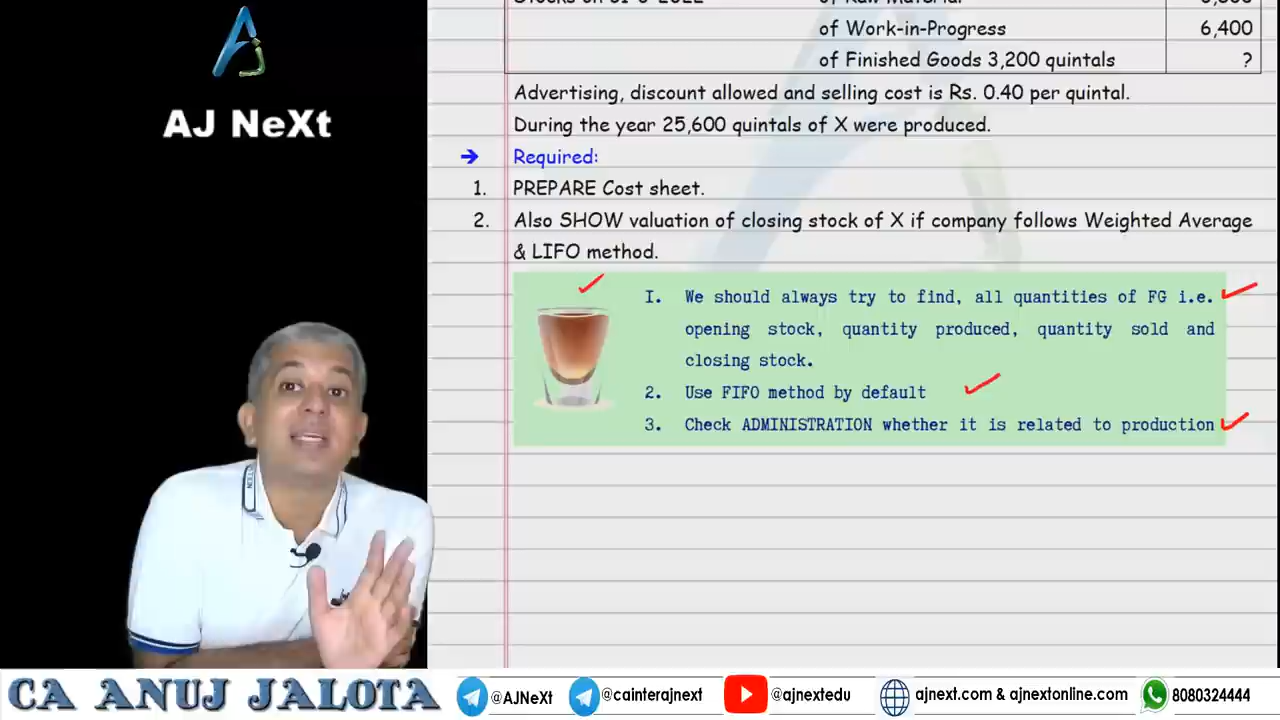 AJ NeXt
of Work-in-Progress 6,400
of Finished Goods 3,200 quintals ?
Advertising, discount allowed and selling cost is Rs. 0.40 per quintal.
During the year 25,600 quintals of X were produced.
➔ Required:
1. PREPARE Cost sheet.
2. Also SHOW valuation of closing stock of X if company follows Weighted Average
& LIFO method.
I. We should always try to find, all quantities of FG i.e.
opening stock, quantity produced, quantity sold and
closing stock.
2. Use FIFO method by default
3. Check ADMINISTRATION whether it is related to production
CA ANUJ JALOTA @AJNeXt @cainterajnext @ajnextedu ajnext.com & ajnextonline.com 8080324444